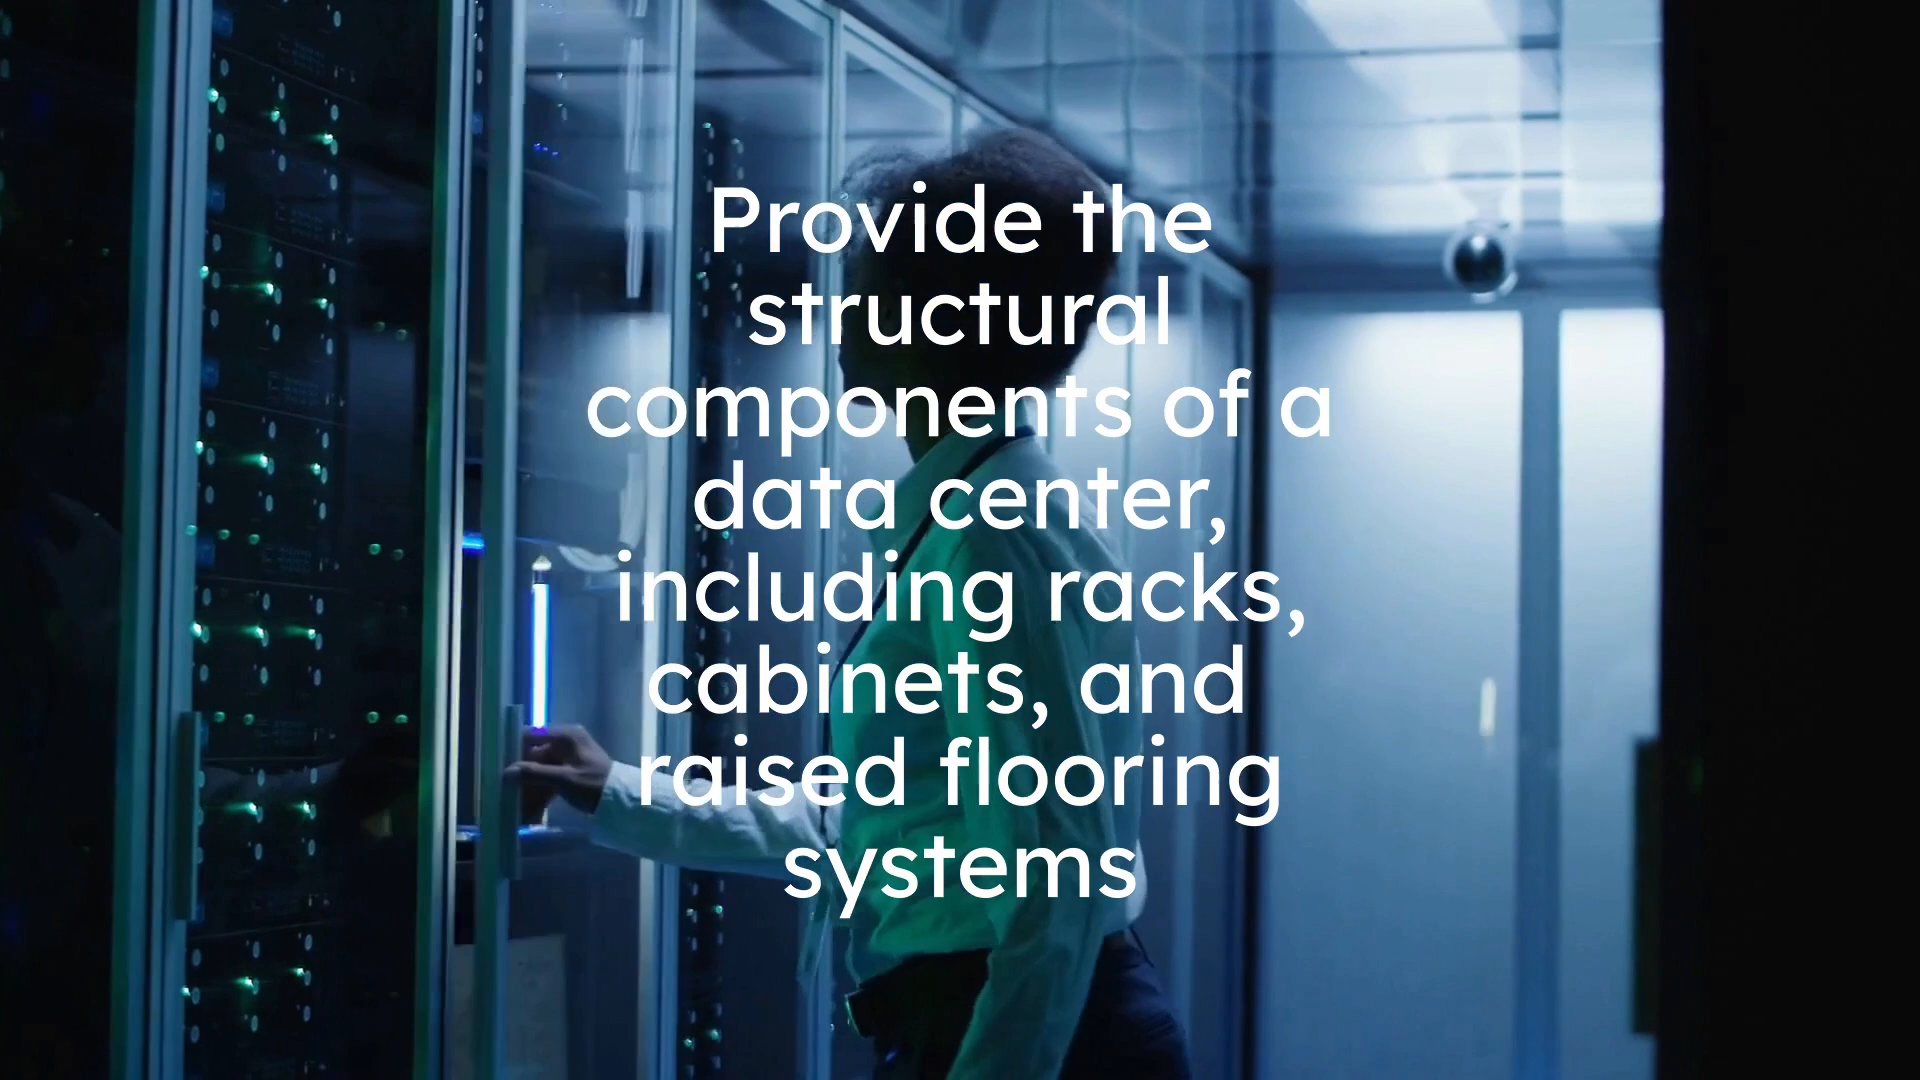 Provide the
structural
components of a
data center,
including racks,
cabinets, and
raised flooring
systems